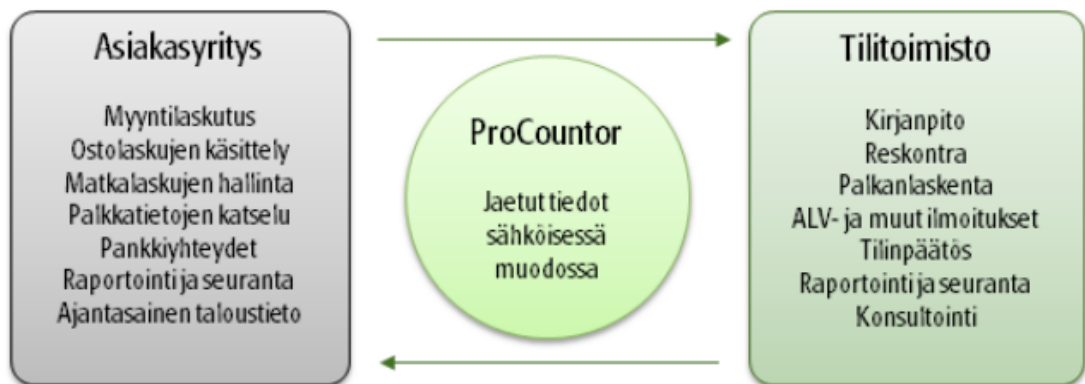 Asiakasyritys
Myyntilaskutus
Ostolaskujen käsittely
Matkalaskujen hallinta
Palkkatietojen katselu
Pankkiyhteydet
Raportointi ja seuranta
Ajantasainen taloustieto
ProCountor
Jaetut tiedot
sähköisessä
muodossa
Tilitoimisto
Kirjanpito
Reskontra
Palkanlaskenta
ALV- ja muut ilmoitukset
Tilinpäätös
Raportointi ja seuranta
Konsultointi